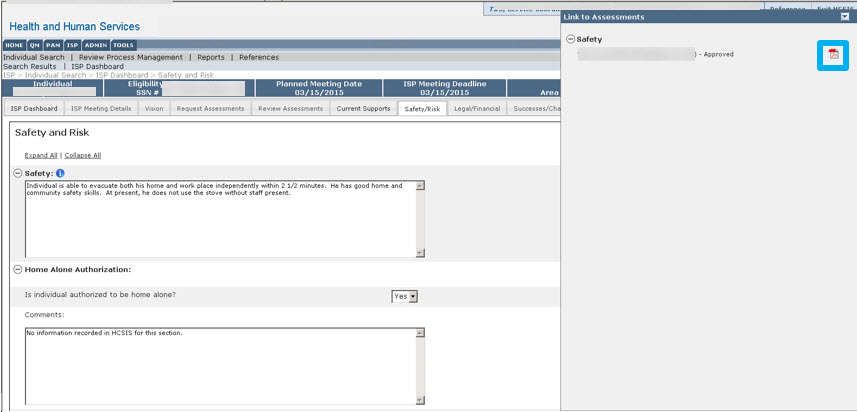 Health and Human Services
Reference
Link to Assessments
HOME QM PAM ISP ADMIN TOOLS
Individual Search | Review Process Management | Reports | References
Search Results | ISP Dashboard
ISP > Individual Search > ISP Dashboard > Safety and Risk
Individual Eligibility Planned Meeting Date ISP Meeting Deadline
SSN # 03/15/2015 03/15/2015 Area
ISP Dashboard ISP Meeting Details Vision Request Assessments Review Assessments Current Supports Safety/Risk Legal/Financial Successes/Cha
Safety and Risk
Expand All | Collapse All
Safety:
Individual is able to evacuate both his home and work place independently within 2 1/2 minutes. He has good home and
community safety skills. At present, he does not use the stove without staff present.
Home Alone Authorization:
Is individual authorized to be home alone? Yes
Comments:
No information recorded in HCSIS for this section.
Safety
) - Approved